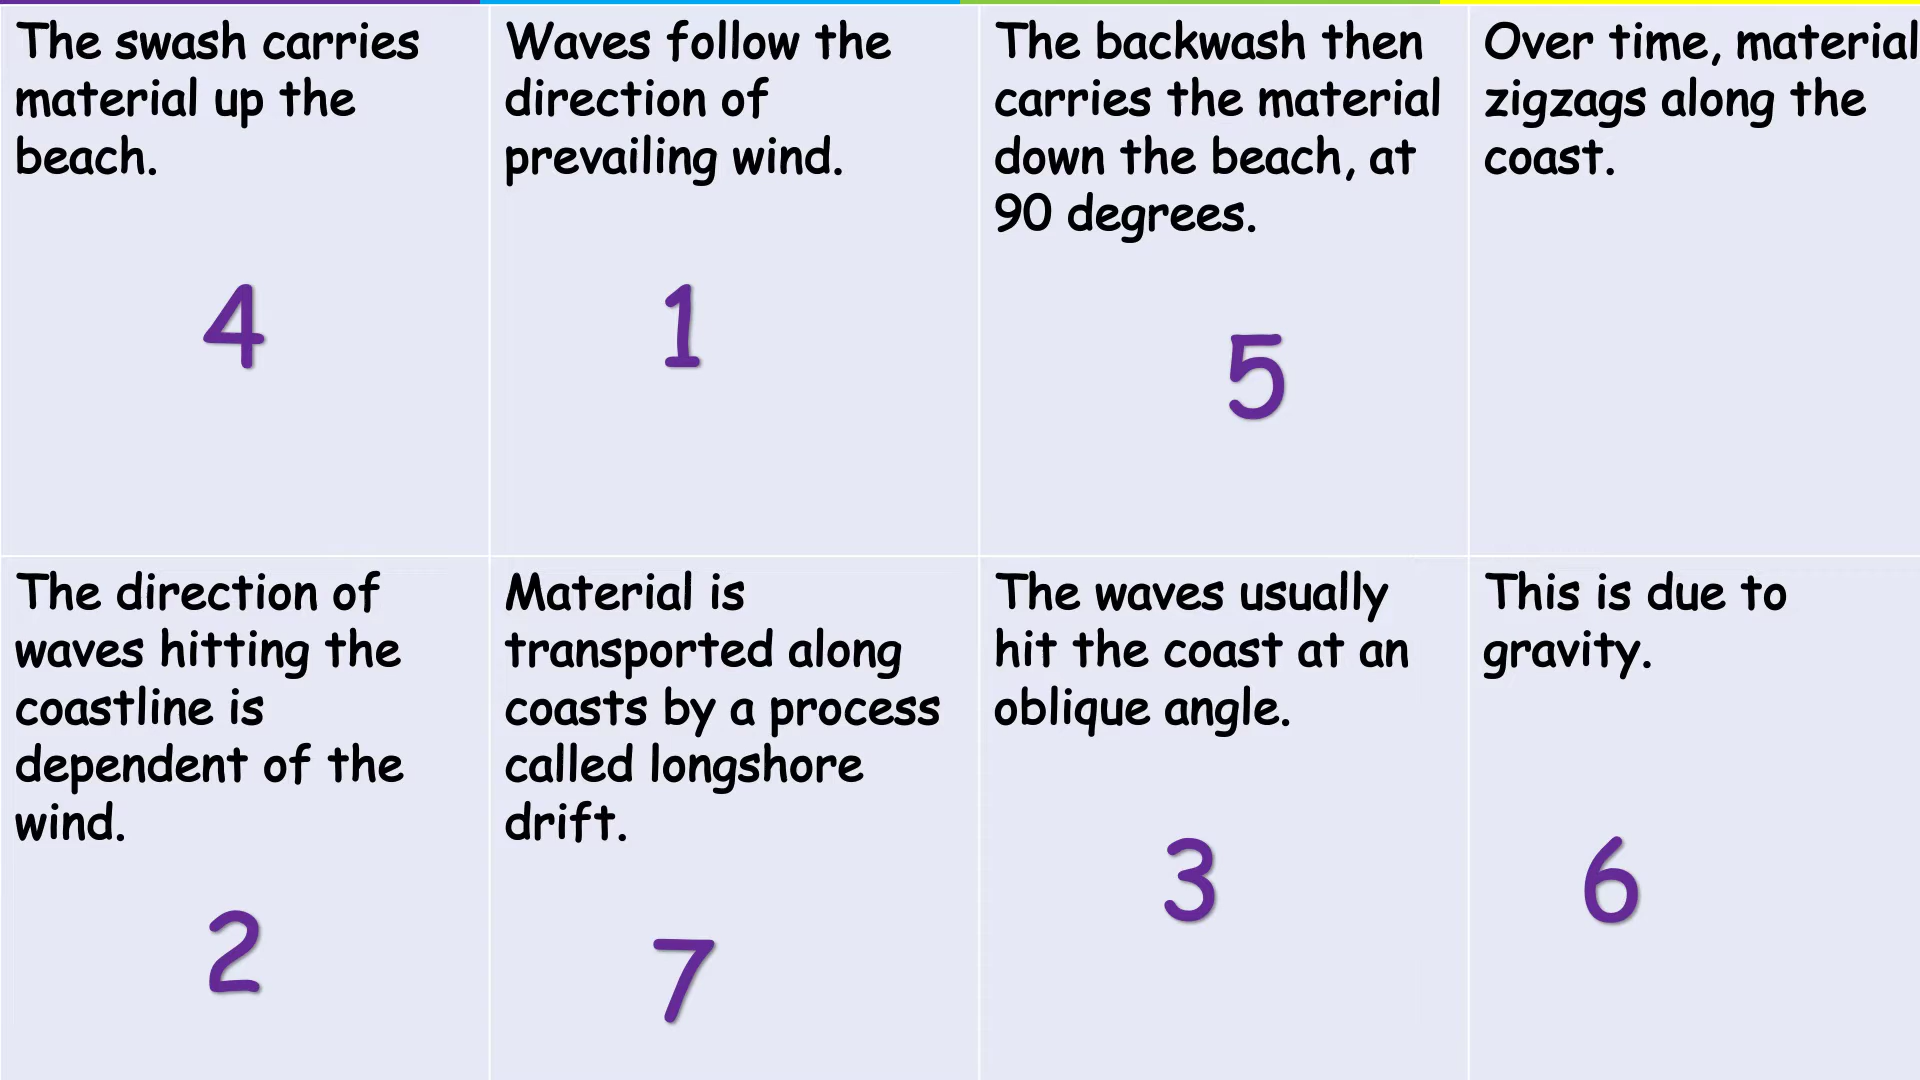 The swash carries
material up the
beach.
4
Waves follow the
direction of
prevailing wind.
1
The backwash then
carries the material
down the beach, at
90 degrees.
5
Over time, material
zigzags along the
coast.
The direction of
waves hitting the
coastline is
dependent of the
wind.
2
Material is
transported along
coasts by a process
called longshore
drift.
7
The waves usually
hit the coast at an
oblique angle.
3
This is due to
gravity.
6